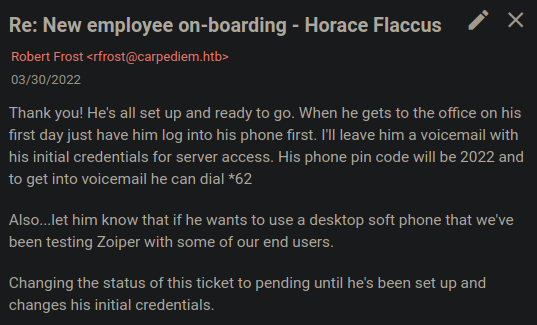 Re: New employee on-boarding - Horace Flaccus
Robert Frost <rfrost@carpediem.htb>
03/30/2022
Thank you! He's all set up and ready to go. When he gets to the office on his
first day just have him log into his phone first. I'll leave him a voicemail with
his initial credentials for server access. His phone pin code will be 2022 and
to get into voicemail he can dial *62
Also...let him know that if he wants to use a desktop soft phone that we've
been testing Zoiper with some of our end users.
Changing the status of this ticket to pending until he's been set up and
changes his initial credentials.